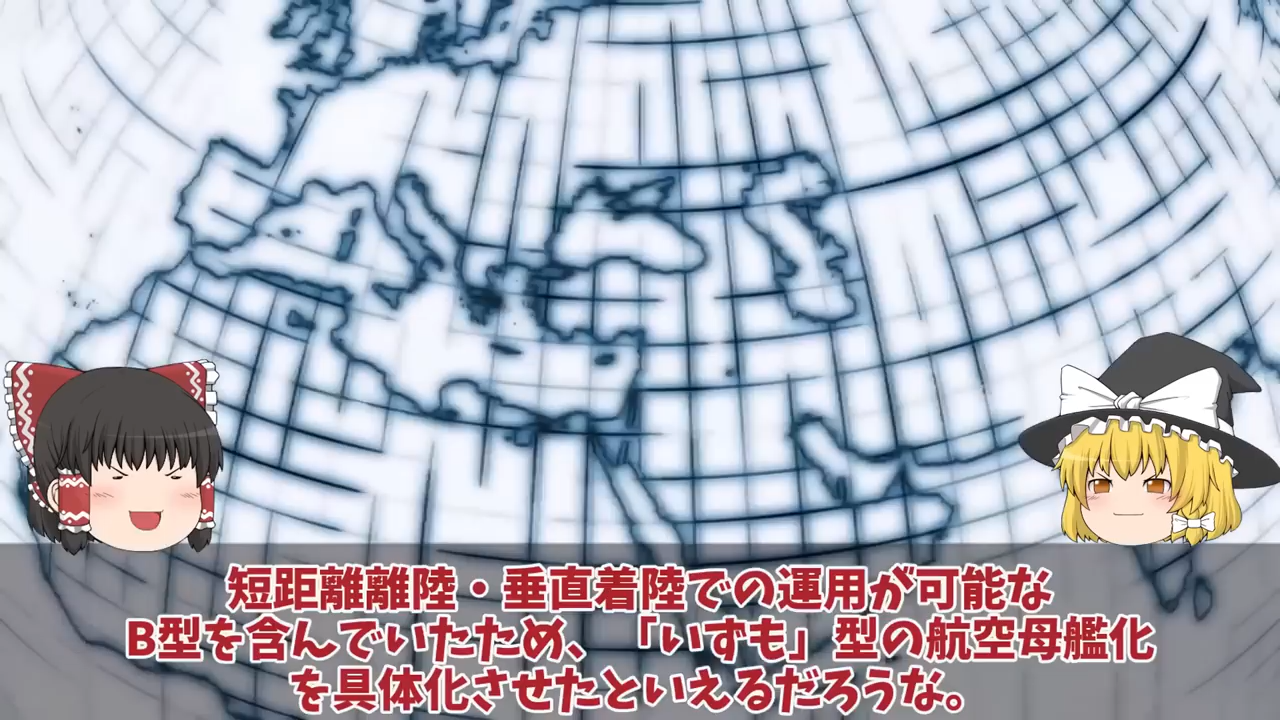 短距離離陸・垂直着陸での運用が可能な
B型を含んでいたため、「いずも」型の航空母艦化
を具体化させたといえるだろうな。